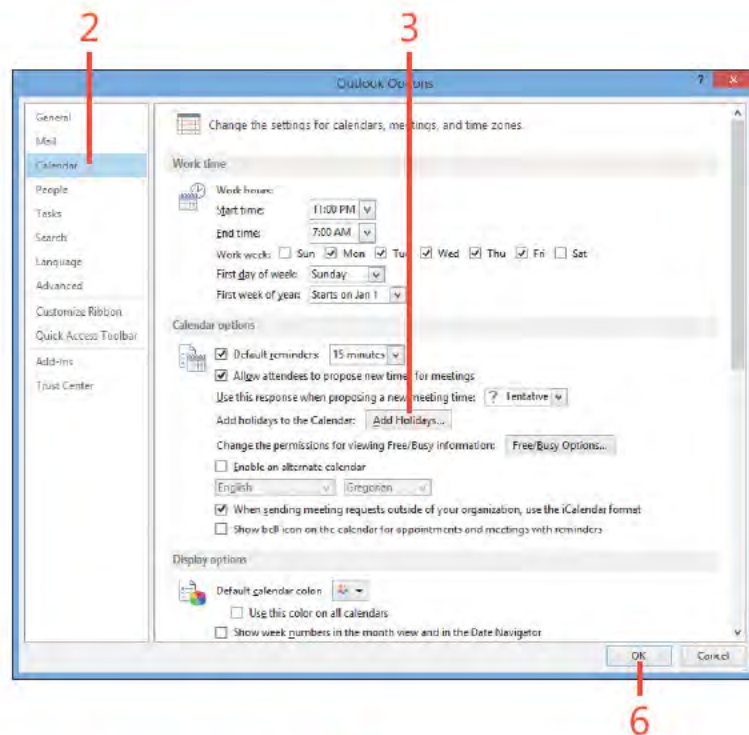 2
3
Outlook Options
?
General
Mail
Calendar
People
Tasks
Search
Language
Advanced
Customize Ribbon
Quick Access Toolbar
Add-Ins
Trust Center
Change the settings for calendars, meetings, and time zones.
Work time
Work hours:
Start time: 11:00 PM
End time: 7:00 AM
Work week: Sun Mon Tue Wed Thu Fri Sat
First day of week: Sunday
First week of year: Starts on Jan 1
Calendar options
Default reminders: 15 minutes
Allow attendees to propose new times for meetings
Use this response when proposing a new meeting time: ? Tentative
Add holidays to the Calendar: Add Holidays...
Change the permissions for viewing Free/Busy information: Free/Busy Options...
Enable an alternate calendar
English Gregorian
When sending meeting requests outside of your organization, use the iCalendar format
Show bell icon on the calendar for appointments and meetings with reminders
Display options
Default calendar color:
Use this color on all calendars
Show week numbers in the month view and in the Date Navigator
OK Cancel
6